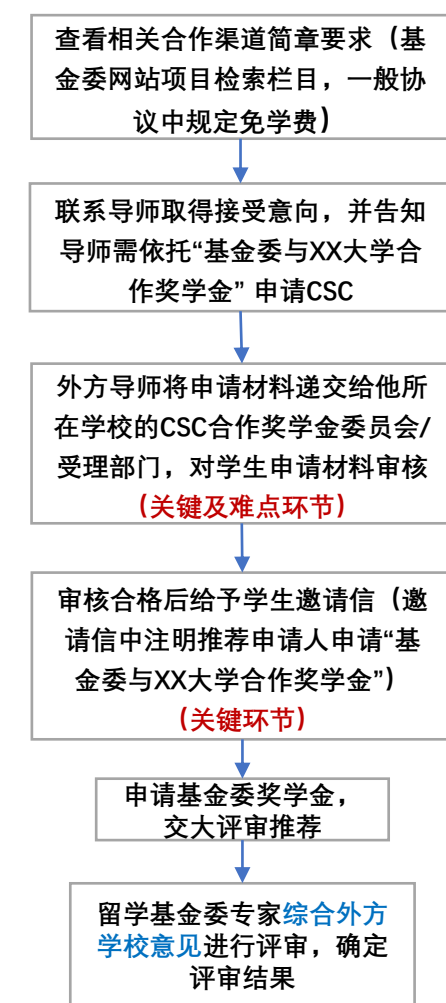 查看相关合作渠道简章要求（基
金委网站项目检索栏目，一般协
议中规定免学费）
联系导师取得接受意向，并告知
导师需依托“基金委与XX大学合
作奖学金” 申请CSC
外方导师将申请材料递交给他所
在学校的CSC合作奖学金委员会/
受理部门，对学生申请材料审核
（关键及难点环节）
审核合格后给予学生邀请信（邀
请信中注明推荐申请人申请“基
金委与XX大学合作奖学金”）
（关键环节）
申请基金委奖学金，
交大评审推荐
留学基金委专家综合外方
学校意见进行评审，确定
评审结果